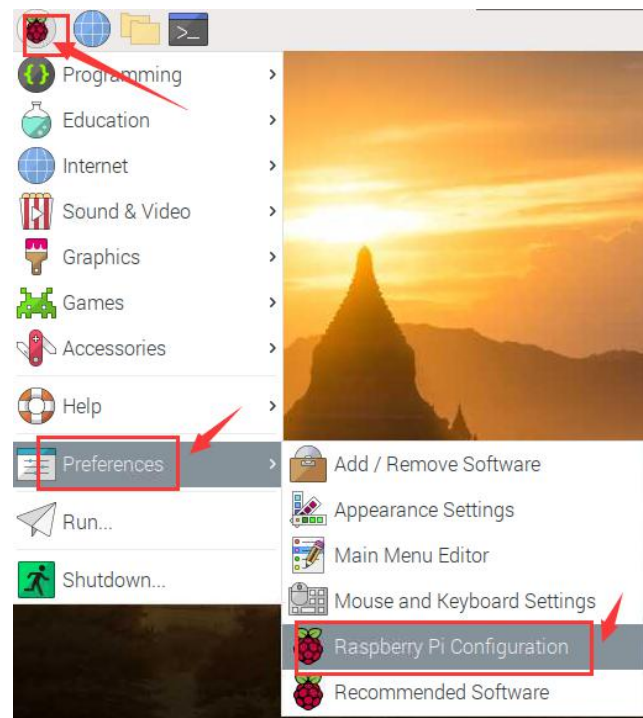 Programming
Education
Internet
Sound & Video
Graphics
Games
Accessories
Help
Preferences
Run...
Shutdown...
Add / Remove Software
Appearance Settings
Main Menu Editor
Mouse and Keyboard Settings
Raspberry Pi Configuration
Recommended Software